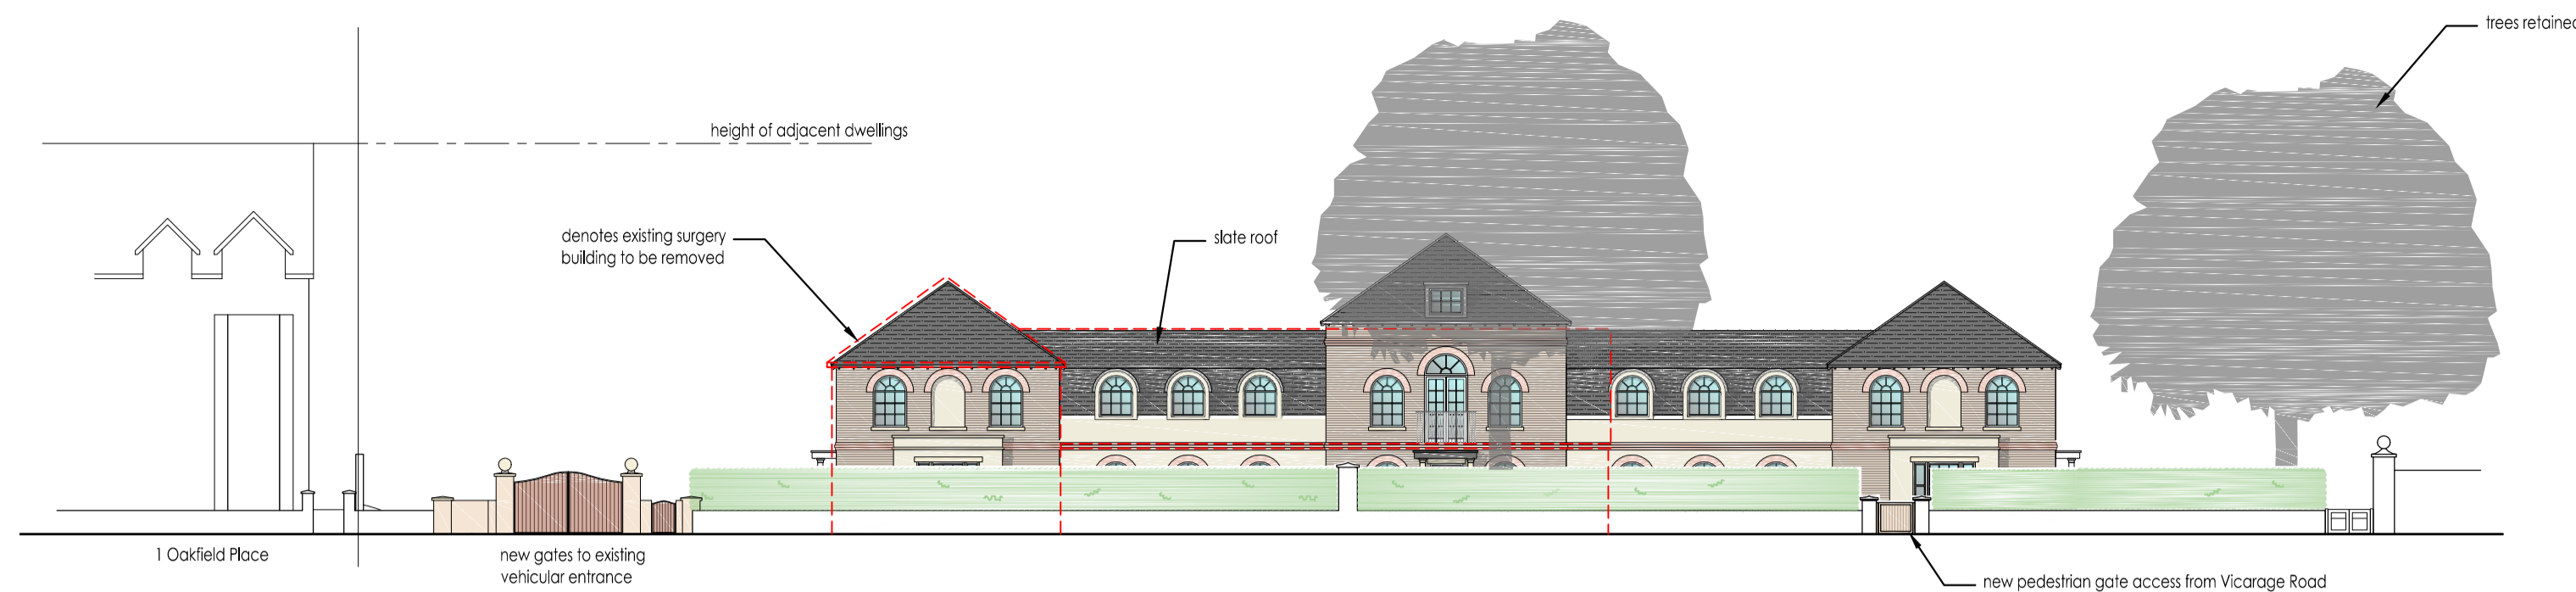 trees retained
height of adjacent dwellings
denotes existing surgery
building to be removed
slate roof
1 Oakfield Place
new gates to existing
vehicular entrance
new pedestrian gate access from Vicarage Road